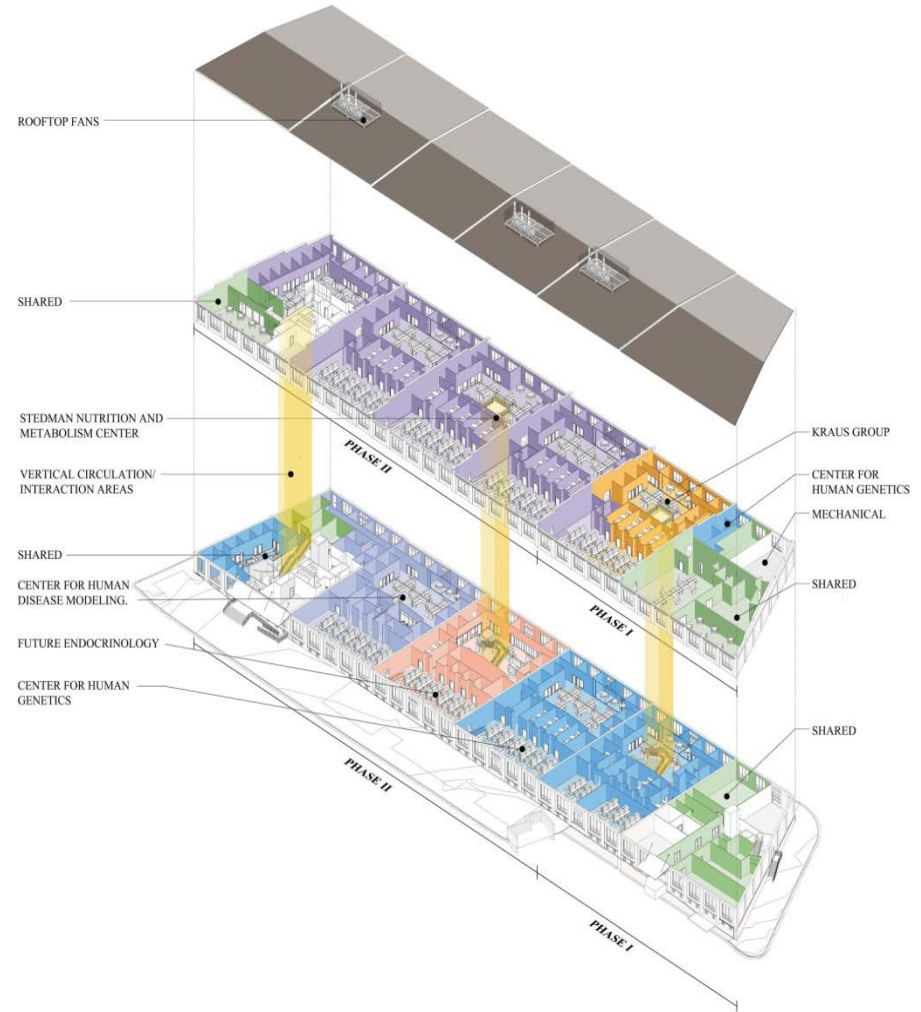 ROOFTOP FANS
SHARED
STEDMAN NUTRITION AND
METABOLISM CENTER
VERTICAL CIRCULATION/
INTERACTION AREAS
SHARED
CENTER FOR HUMAN
DISEASE MODELING.
FUTURE ENDOCRINOLOGY
CENTER FOR HUMAN
GENETICS
PHASE II
PHASE I
KRAUS GROUP
CENTER FOR
HUMAN GENETICS
MECHANICAL
SHARED
SHARED
PHASE II
PHASE I